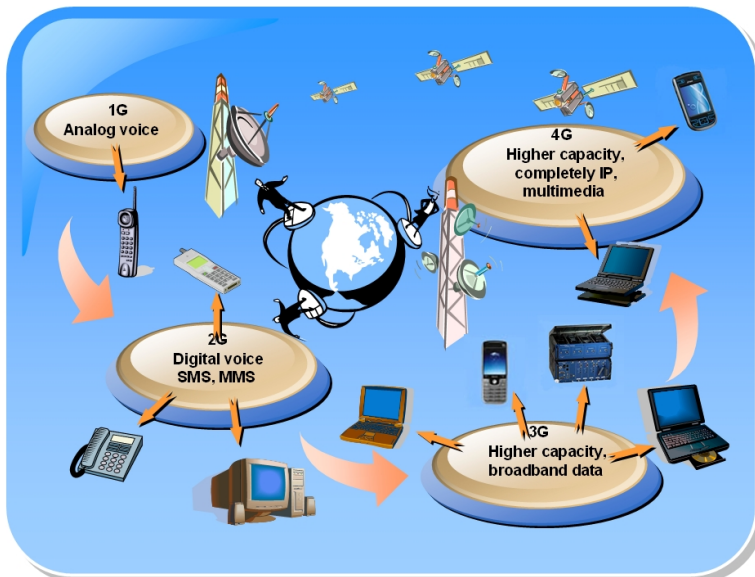 1G
Analog voice
4G
Higher capacity,
completely IP,
multimedia
2G
Digital voice
SMS, MMS
3G
Higher capacity,
broadband data